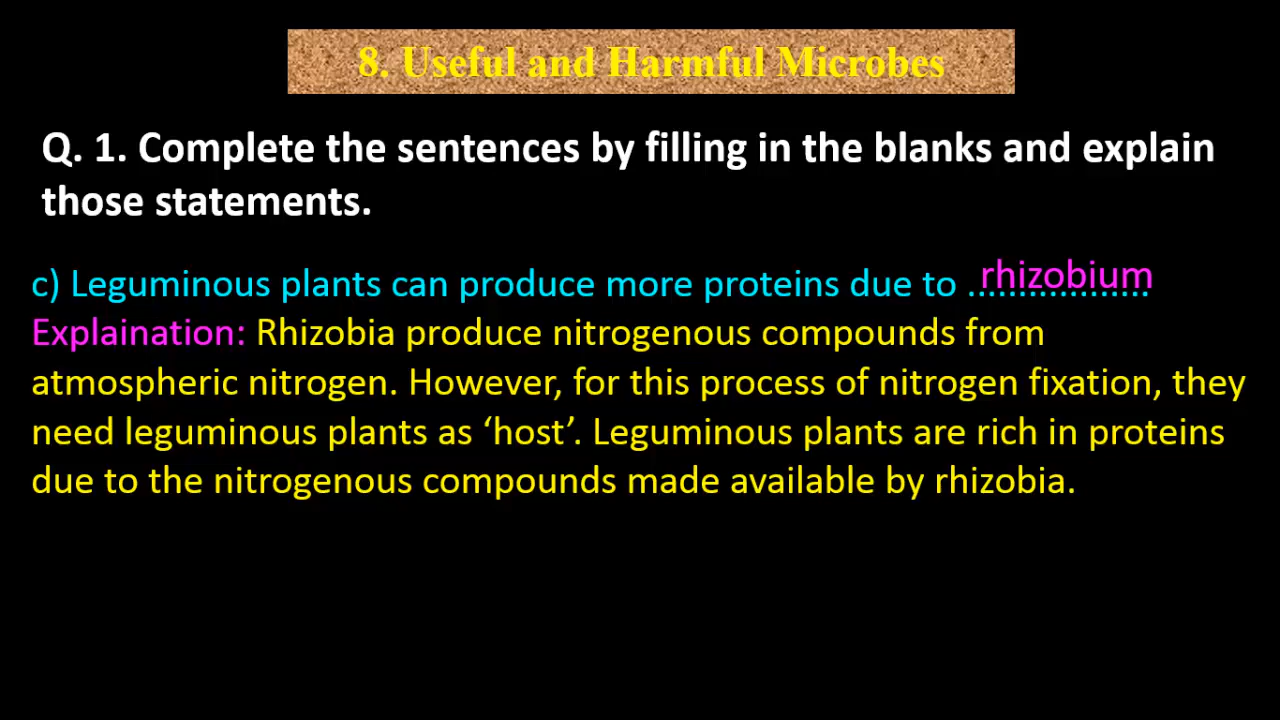 8. Useful and Harmful Microbes
Q. 1. Complete the sentences by filling in the blanks and explain
those statements.
c) Leguminous plants can produce more proteins due to ..................
rhizobium
Explaination: Rhizobia produce nitrogenous compounds from
atmospheric nitrogen. However, for this process of nitrogen fixation, they
need leguminous plants as ‘host’. Leguminous plants are rich in proteins
due to the nitrogenous compounds made available by rhizobia.